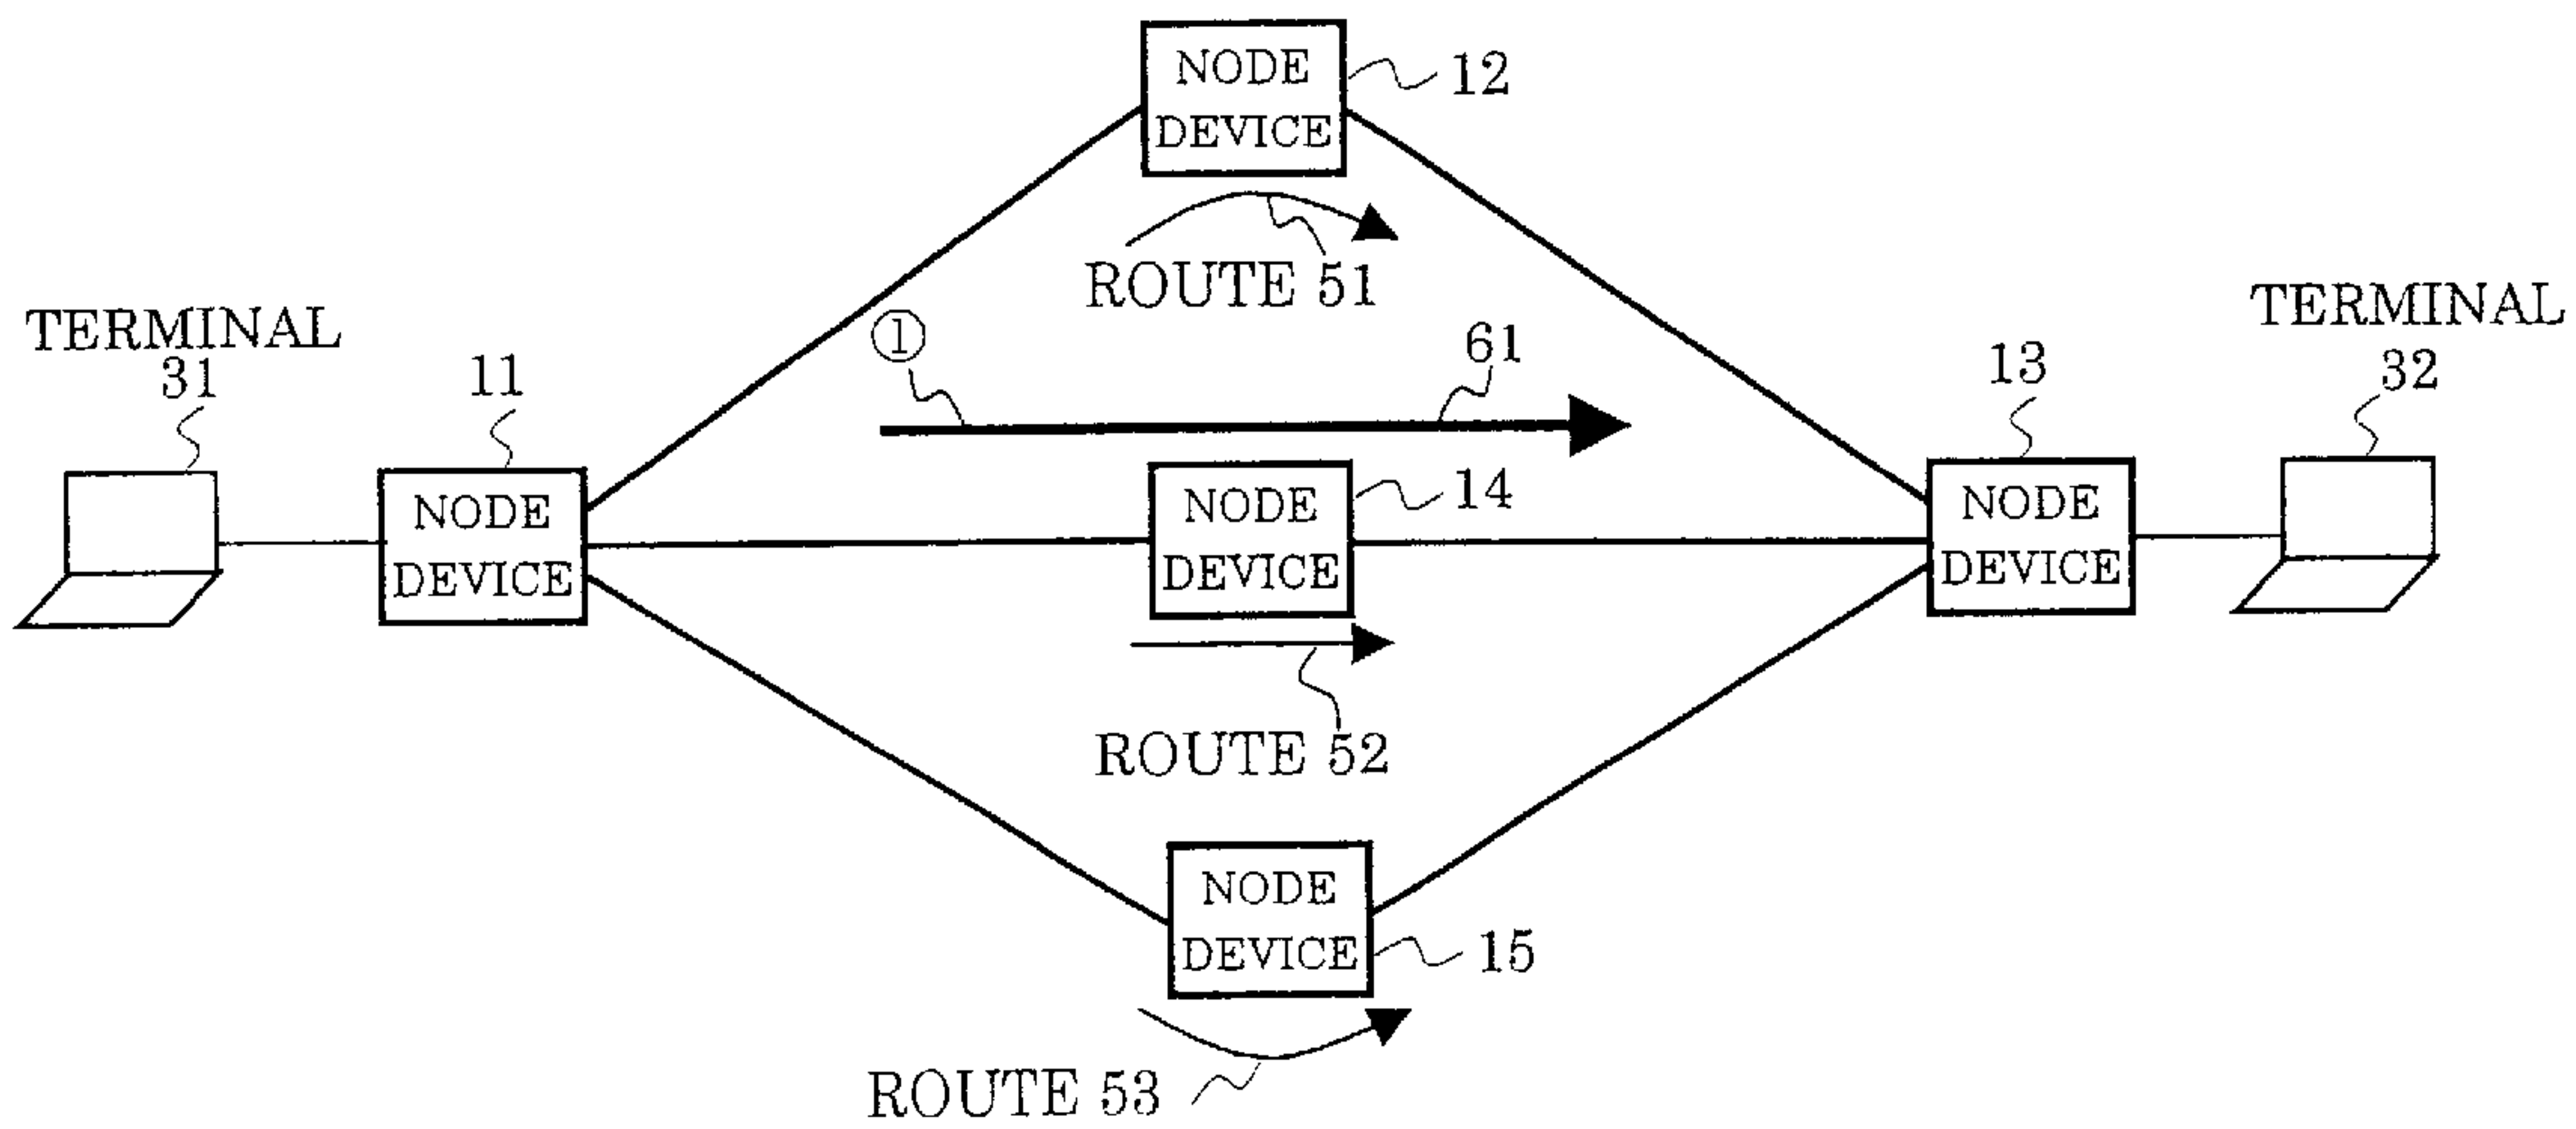 NODE
DEVICE
12
ROUTE 51
TERMINAL
31
11
①
61
13
TERMINAL
32
NODE
DEVICE
NODE
DEVICE
14
NODE
DEVICE
ROUTE 52
NODE
DEVICE
15
ROUTE 53